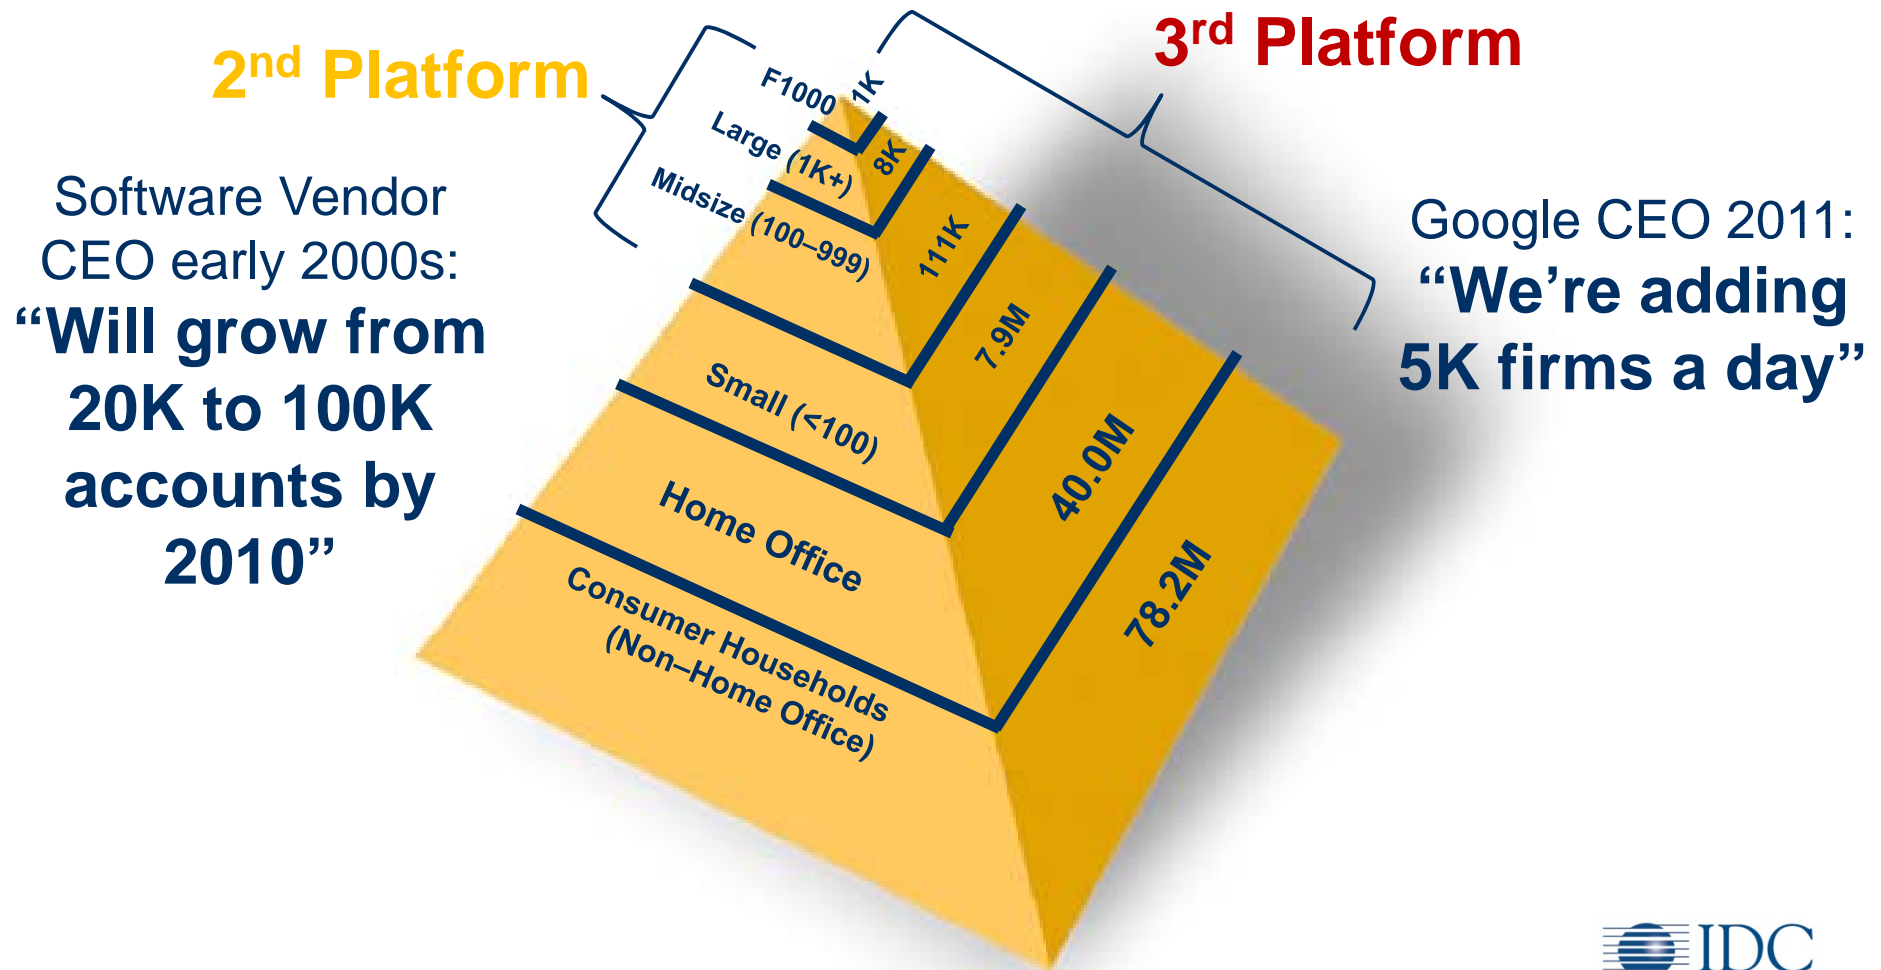 2nd Platform
3rd Platform
Software Vendor
CEO early 2000s:
“Will grow from
20K to 100K
accounts by
2010”
F1000
1K
Large (1K+)
8K
Midsize (100–999)
111K
Small (<100)
7.9M
Home Office
40.0M
Consumer Households
(Non–Home Office)
78.2M
Google CEO 2011:
“We’re adding
5K firms a day”
IDC